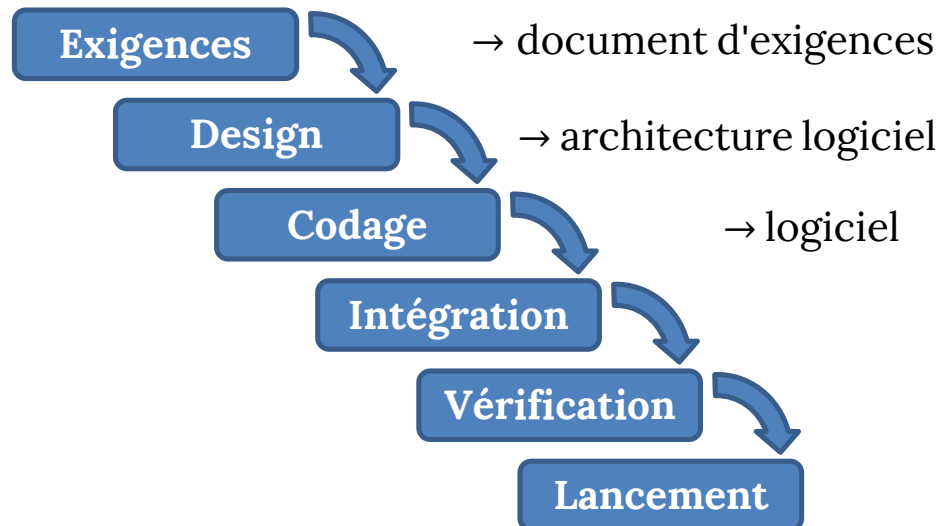 Exigences
→ document d'exigences
Design
→ architecture logiciel
Codage
→ logiciel
Intégration
Vérification
Lancement